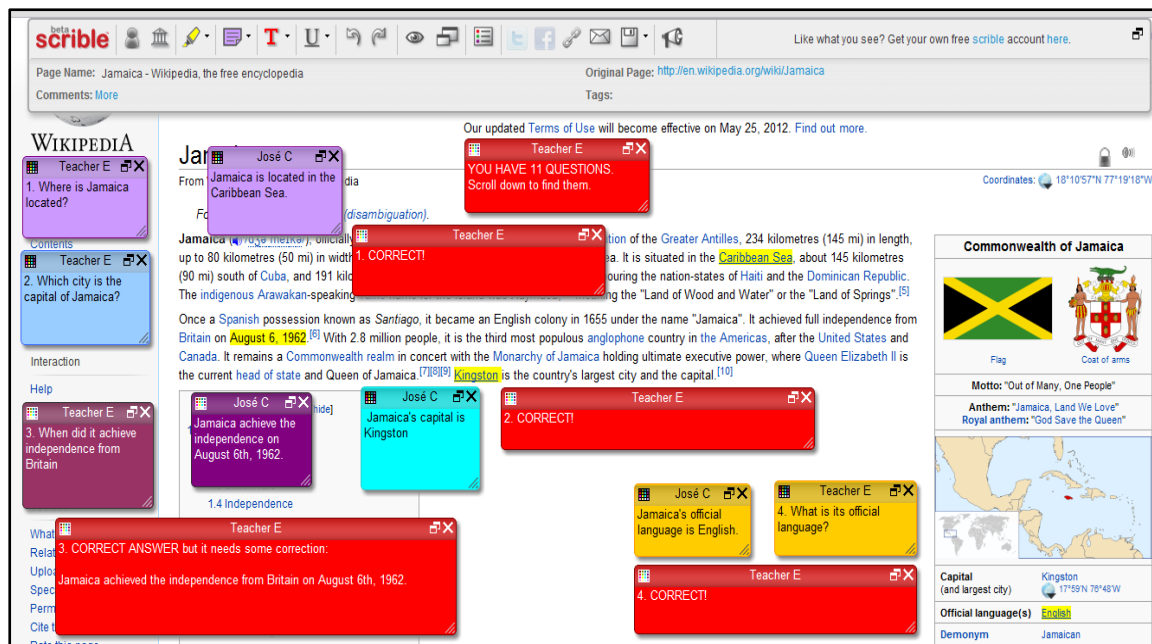 beta
scrible
T
U
Like what you see? Get your own free scrible account here.
Page Name: Jamaica - Wikipedia, the free encyclopedia
Original Page: http://en.wikipedia.org/wiki/Jamaica
Comments: More
Tags:
Our updated Terms of Use will become effective on May 25, 2012. Find out more.
WIKIPEDIA
Teacher E
1. Where is Jamaica
located?
José C
Jamaica is located in the
Caribbean Sea.
Teacher E
YOU HAVE 11 QUESTIONS.
Scroll down to find them.
Coordinates: 18°10′57″N 77°19′18″W
(disambiguation).
Contents
Teacher E
1. CORRECT!
Jamaica
of the Greater Antilles, 234 kilometres (145 mi) in length,
up to 80 kilometres (50 mi) in width
It is situated in the Caribbean Sea, about 145 kilometres
(90 mi) south of Cuba, and 191
the nation-states of Haiti and the Dominican Republic.
The indigenous Arawakan-speaking
the "Land of Wood and Water" or the "Land of Springs".[5]
Teacher E
2. Which city is the
capital of Jamaica?
Once a Spanish possession known as Santiago, it became an English colony in 1655 under the name "Jamaica". It achieved full independence from
Britain on August 6, 1962.[6] With 2.8 million people, it is the third most populous anglophone country in the Americas, after the United States and
Canada. It remains a Commonwealth realm in concert with the Monarchy of Jamaica holding ultimate executive power, where Queen Elizabeth II is
the current head of state and Queen of Jamaica.[7][8][9] Kingston is the country's largest city and the capital.[10]
Interaction
Help
Teacher E
3. When did it achieve
independence from
Britain
José C
Jamaica achieve the
independence on
August 6th, 1962.
hide]
1.4 Independence
José C
Jamaica's capital is
Kingston
Teacher E
2. CORRECT!
José C
Jamaica's official
language is English.
Teacher E
4. What is its official
language?
Teacher E
3. CORRECT ANSWER but it needs some correction:
Jamaica achieved the independence from Britain on August 6th, 1962.
Teacher E
4. CORRECT!
Commonwealth of Jamaica
Flag
Coat of arms
Motto: "Out of Many, One People"
Anthem: "Jamaica, Land We Love"
Royal anthem: "God Save the Queen"
Capital
(and largest city)
Kingston
17°59′N 76°48′W
Official language(s)
English
Demonym
Jamaican